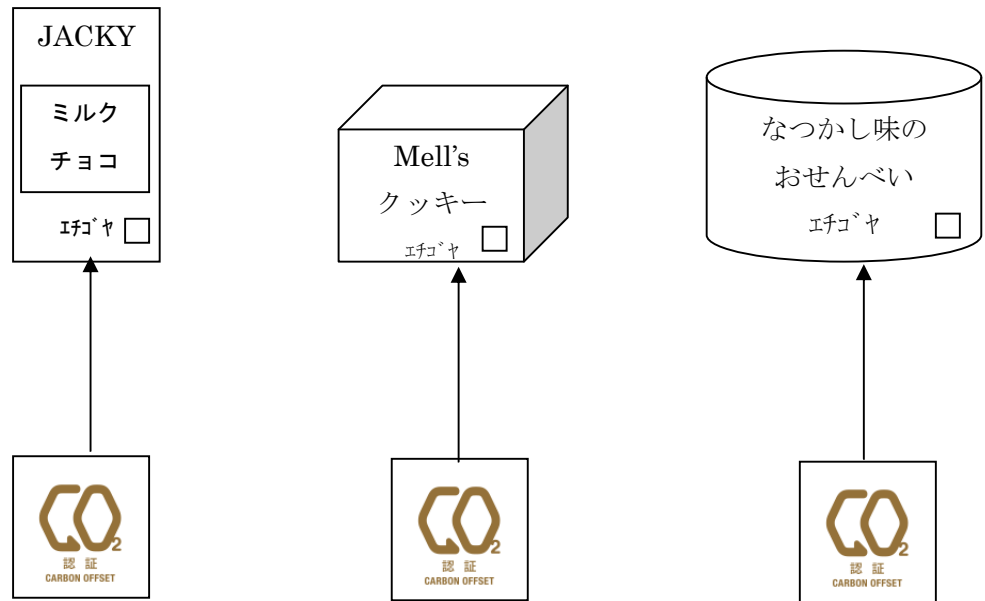 JACKY
ミルク
チョコ
ｴﾁｺﾞﾔ
Mell's
クッキー
ｴﾁｺﾞﾔ
なつかし味の
おせんべい
ｴﾁｺﾞﾔ
CO2
認証
CARBON OFFSET
CO2
認証
CARBON OFFSET
CO2
認証
CARBON OFFSET